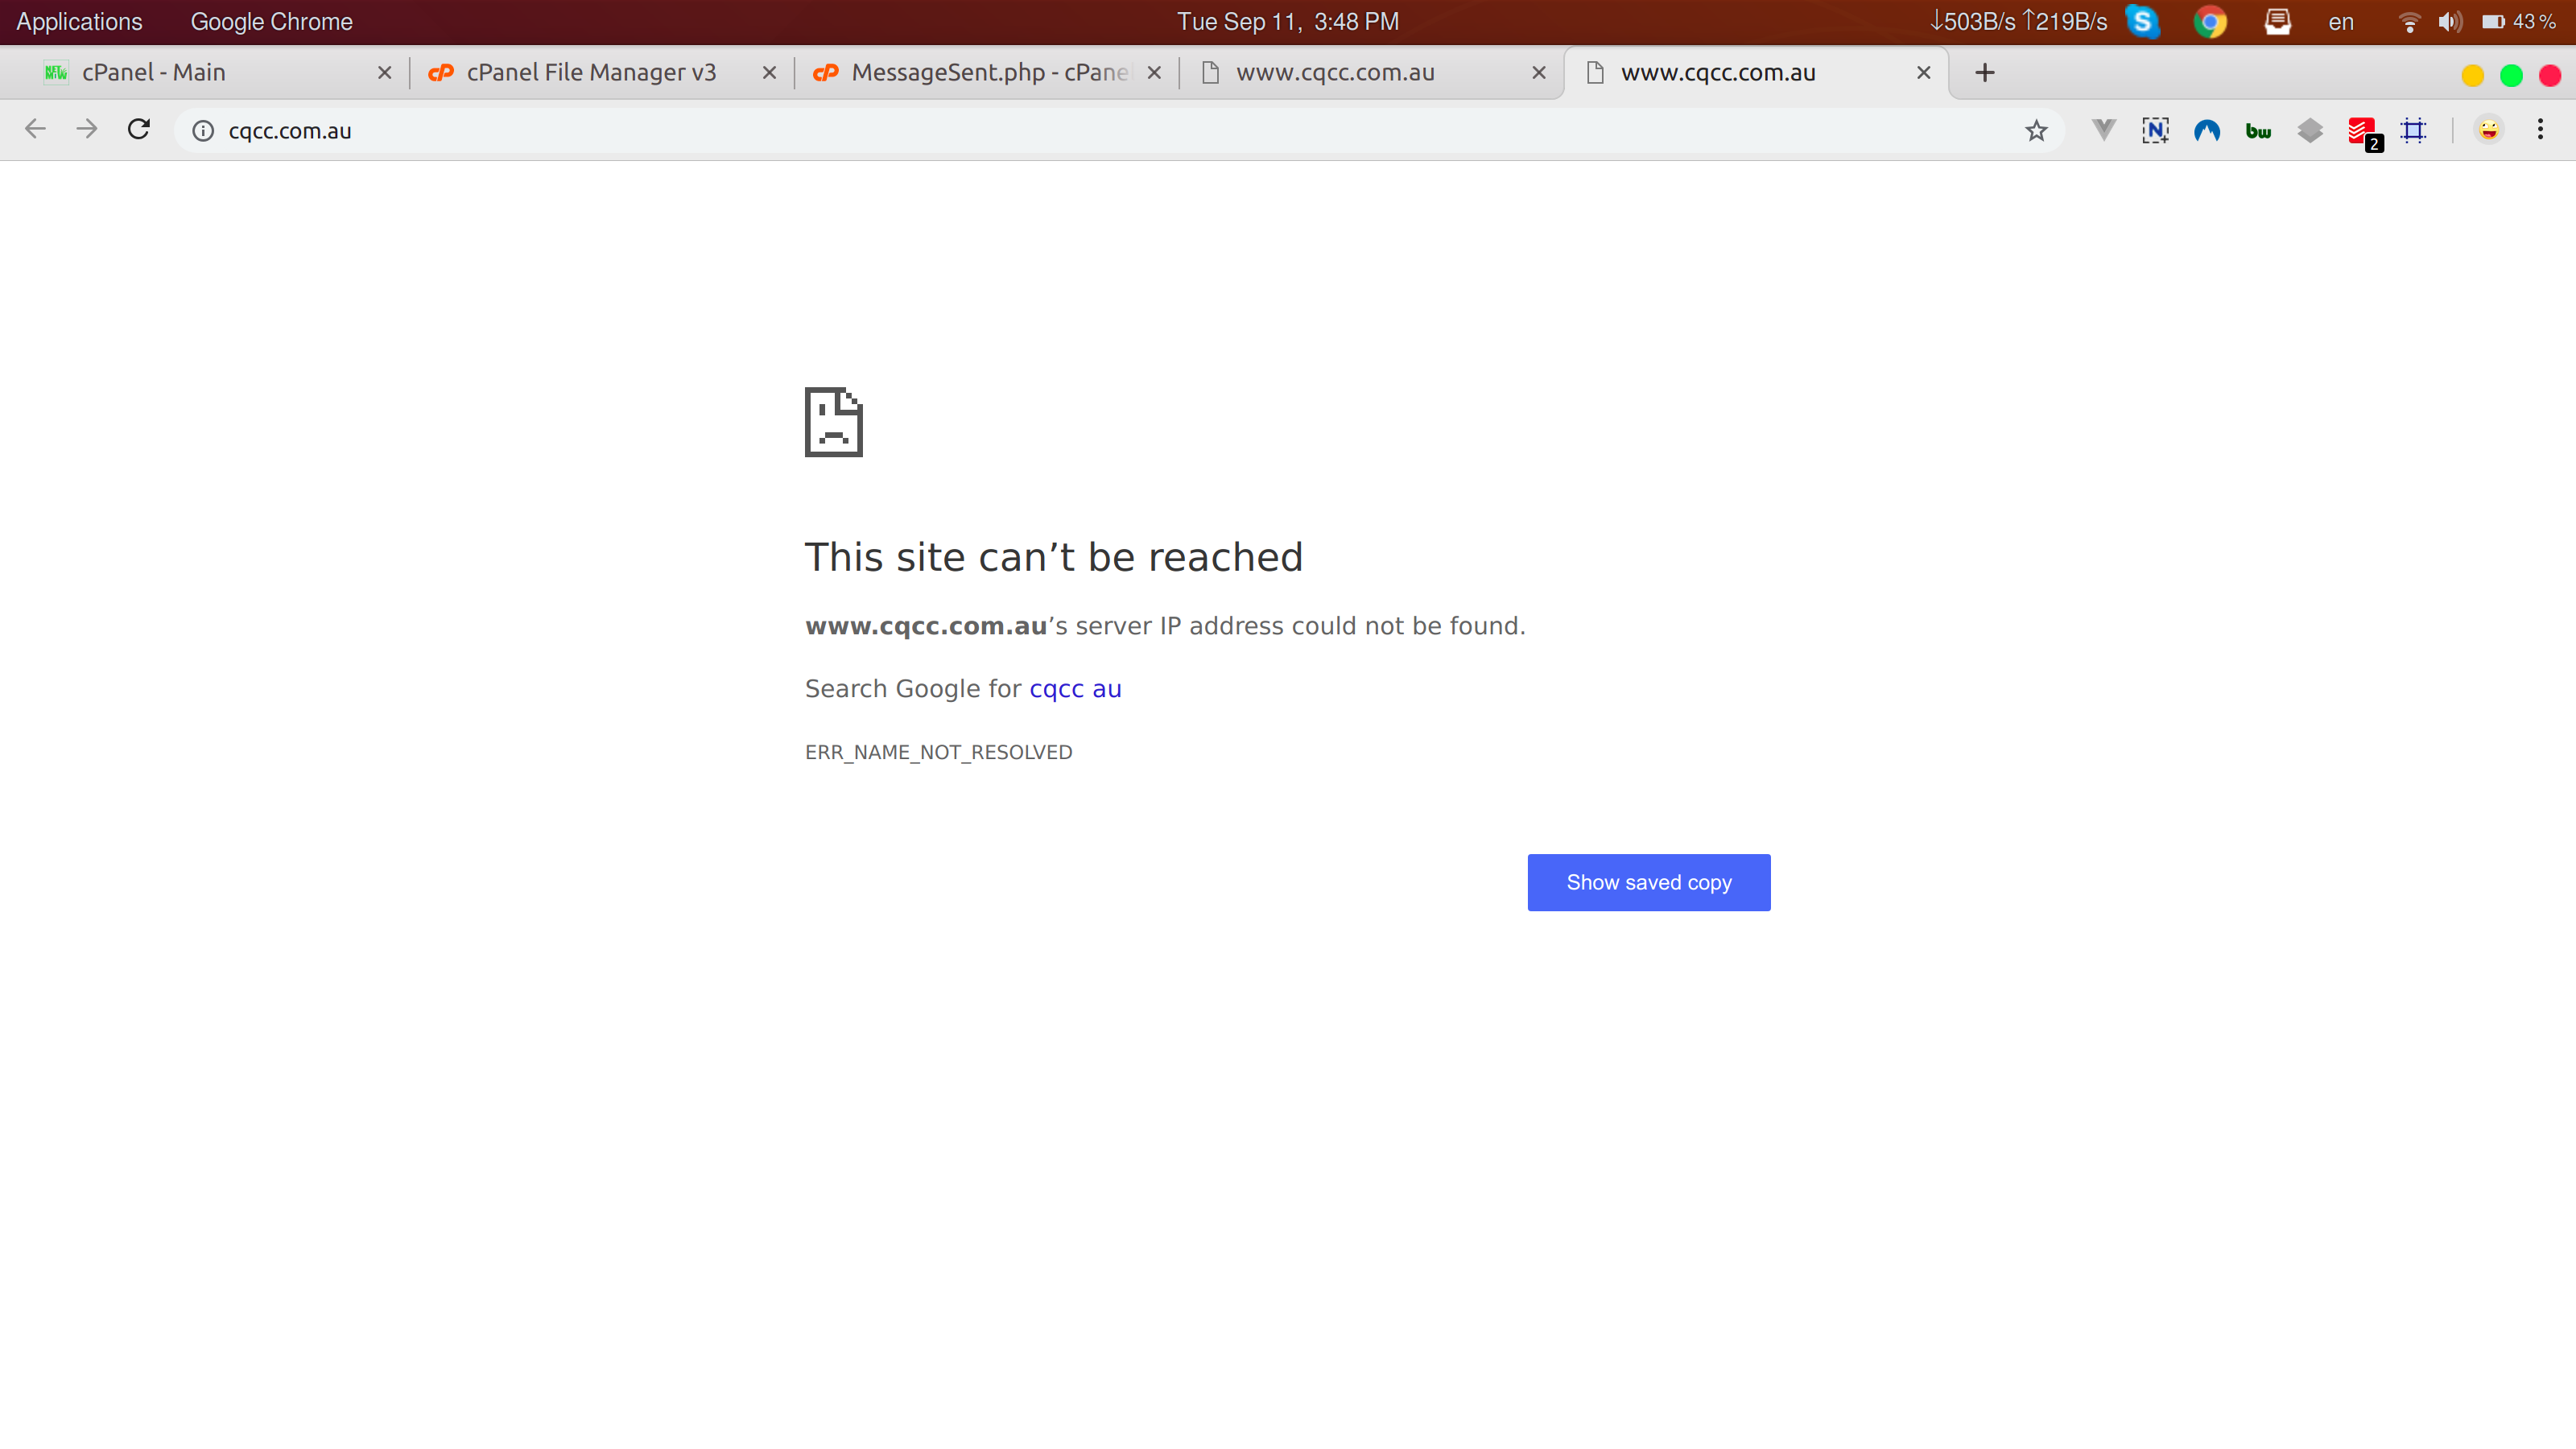 Applications Google Chrome Tue Sep 11, 3:48 PM ↓503B/s ↑219B/s en 43%
cPanel - Main cPanel File Manager v3 MessageSent.php - cPane www.cqcc.com.au www.cqcc.com.au
cqcc.com.au bw 2
This site can’t be reached
www.cqcc.com.au’s server IP address could not be found.
Search Google for cqcc au
ERR_NAME_NOT_RESOLVED
Show saved copy